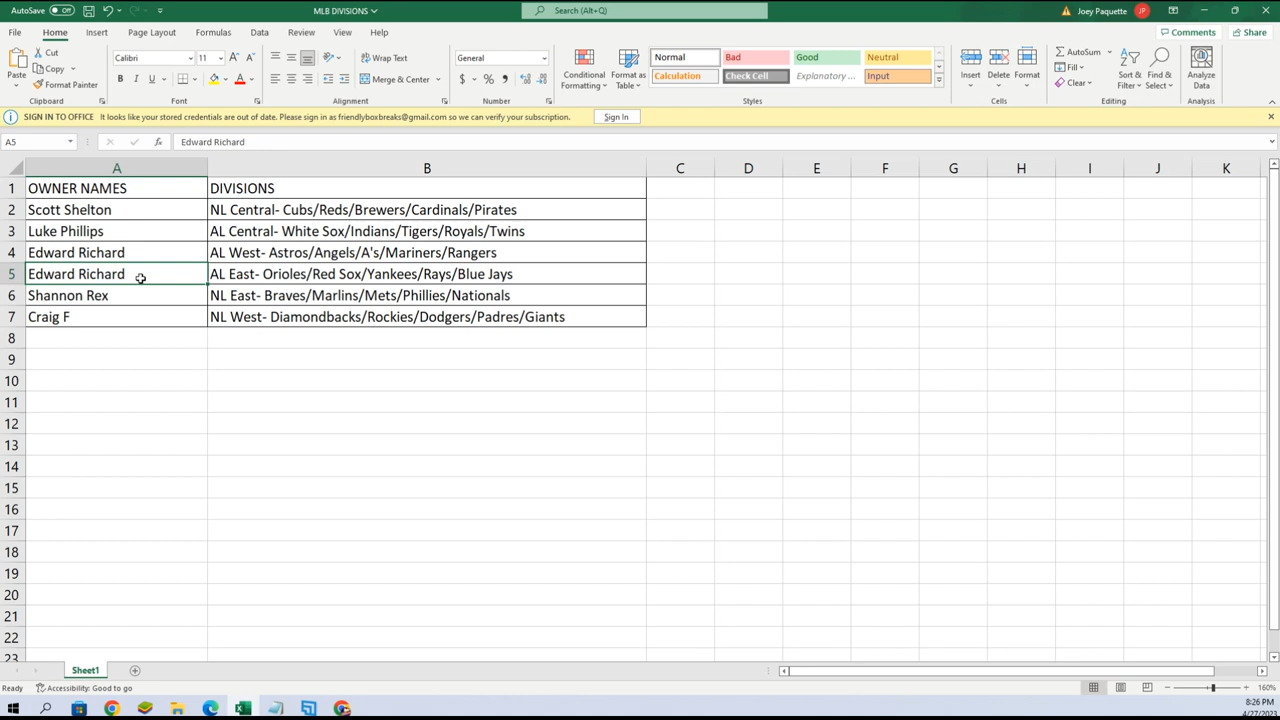 AutoSave Off MLB DIVISIONS Search (Alt+Q) Joey Paquette JP
File Home Insert Page Layout Formulas Data Review View Help Comments Share
Paste Cut Copy Format Painter Clipboard
Calibri 11 A A B I U A Font
Wrap Text Merge & Center Alignment
General $ % Number
Conditional Formatting Format as Table
Normal Bad Good Neutral
Calculation Check Cell Explanatory ... Input
Styles
Insert Delete Format Cells
AutoSum Fill Clear Sort & Filter Find & Select Editing
Analyze Data Analysis
SIGN IN TO OFFICE It looks like your stored credentials are out of date. Please sign in as friendlyboxbreaks@gmail.com so we can verify your subscription. Sign In
A5 fx Edward Richard
A B C D E F G H I J K
1 OWNER NAMES DIVISIONS
2 Scott Shelton NL Central- Cubs/Reds/Brewers/Cardinals/Pirates
3 Luke Phillips AL Central- White Sox/Indians/Tigers/Royals/Twins
4 Edward Richard AL West- Astros/Angels/A's/Mariners/Rangers
5 Edward Richard AL East- Orioles/Red Sox/Yankees/Rays/Blue Jays
6 Shannon Rex NL East- Braves/Marlins/Mets/Phillies/Nationals
7 Craig F NL West- Diamondbacks/Rockies/Dodgers/Padres/Giants
8
9
10
11
12
13
14
15
16
17
18
19
20
21
22
23
Sheet1
Ready Accessibility: Good to go 160%
8:26 PM
4/27/2023